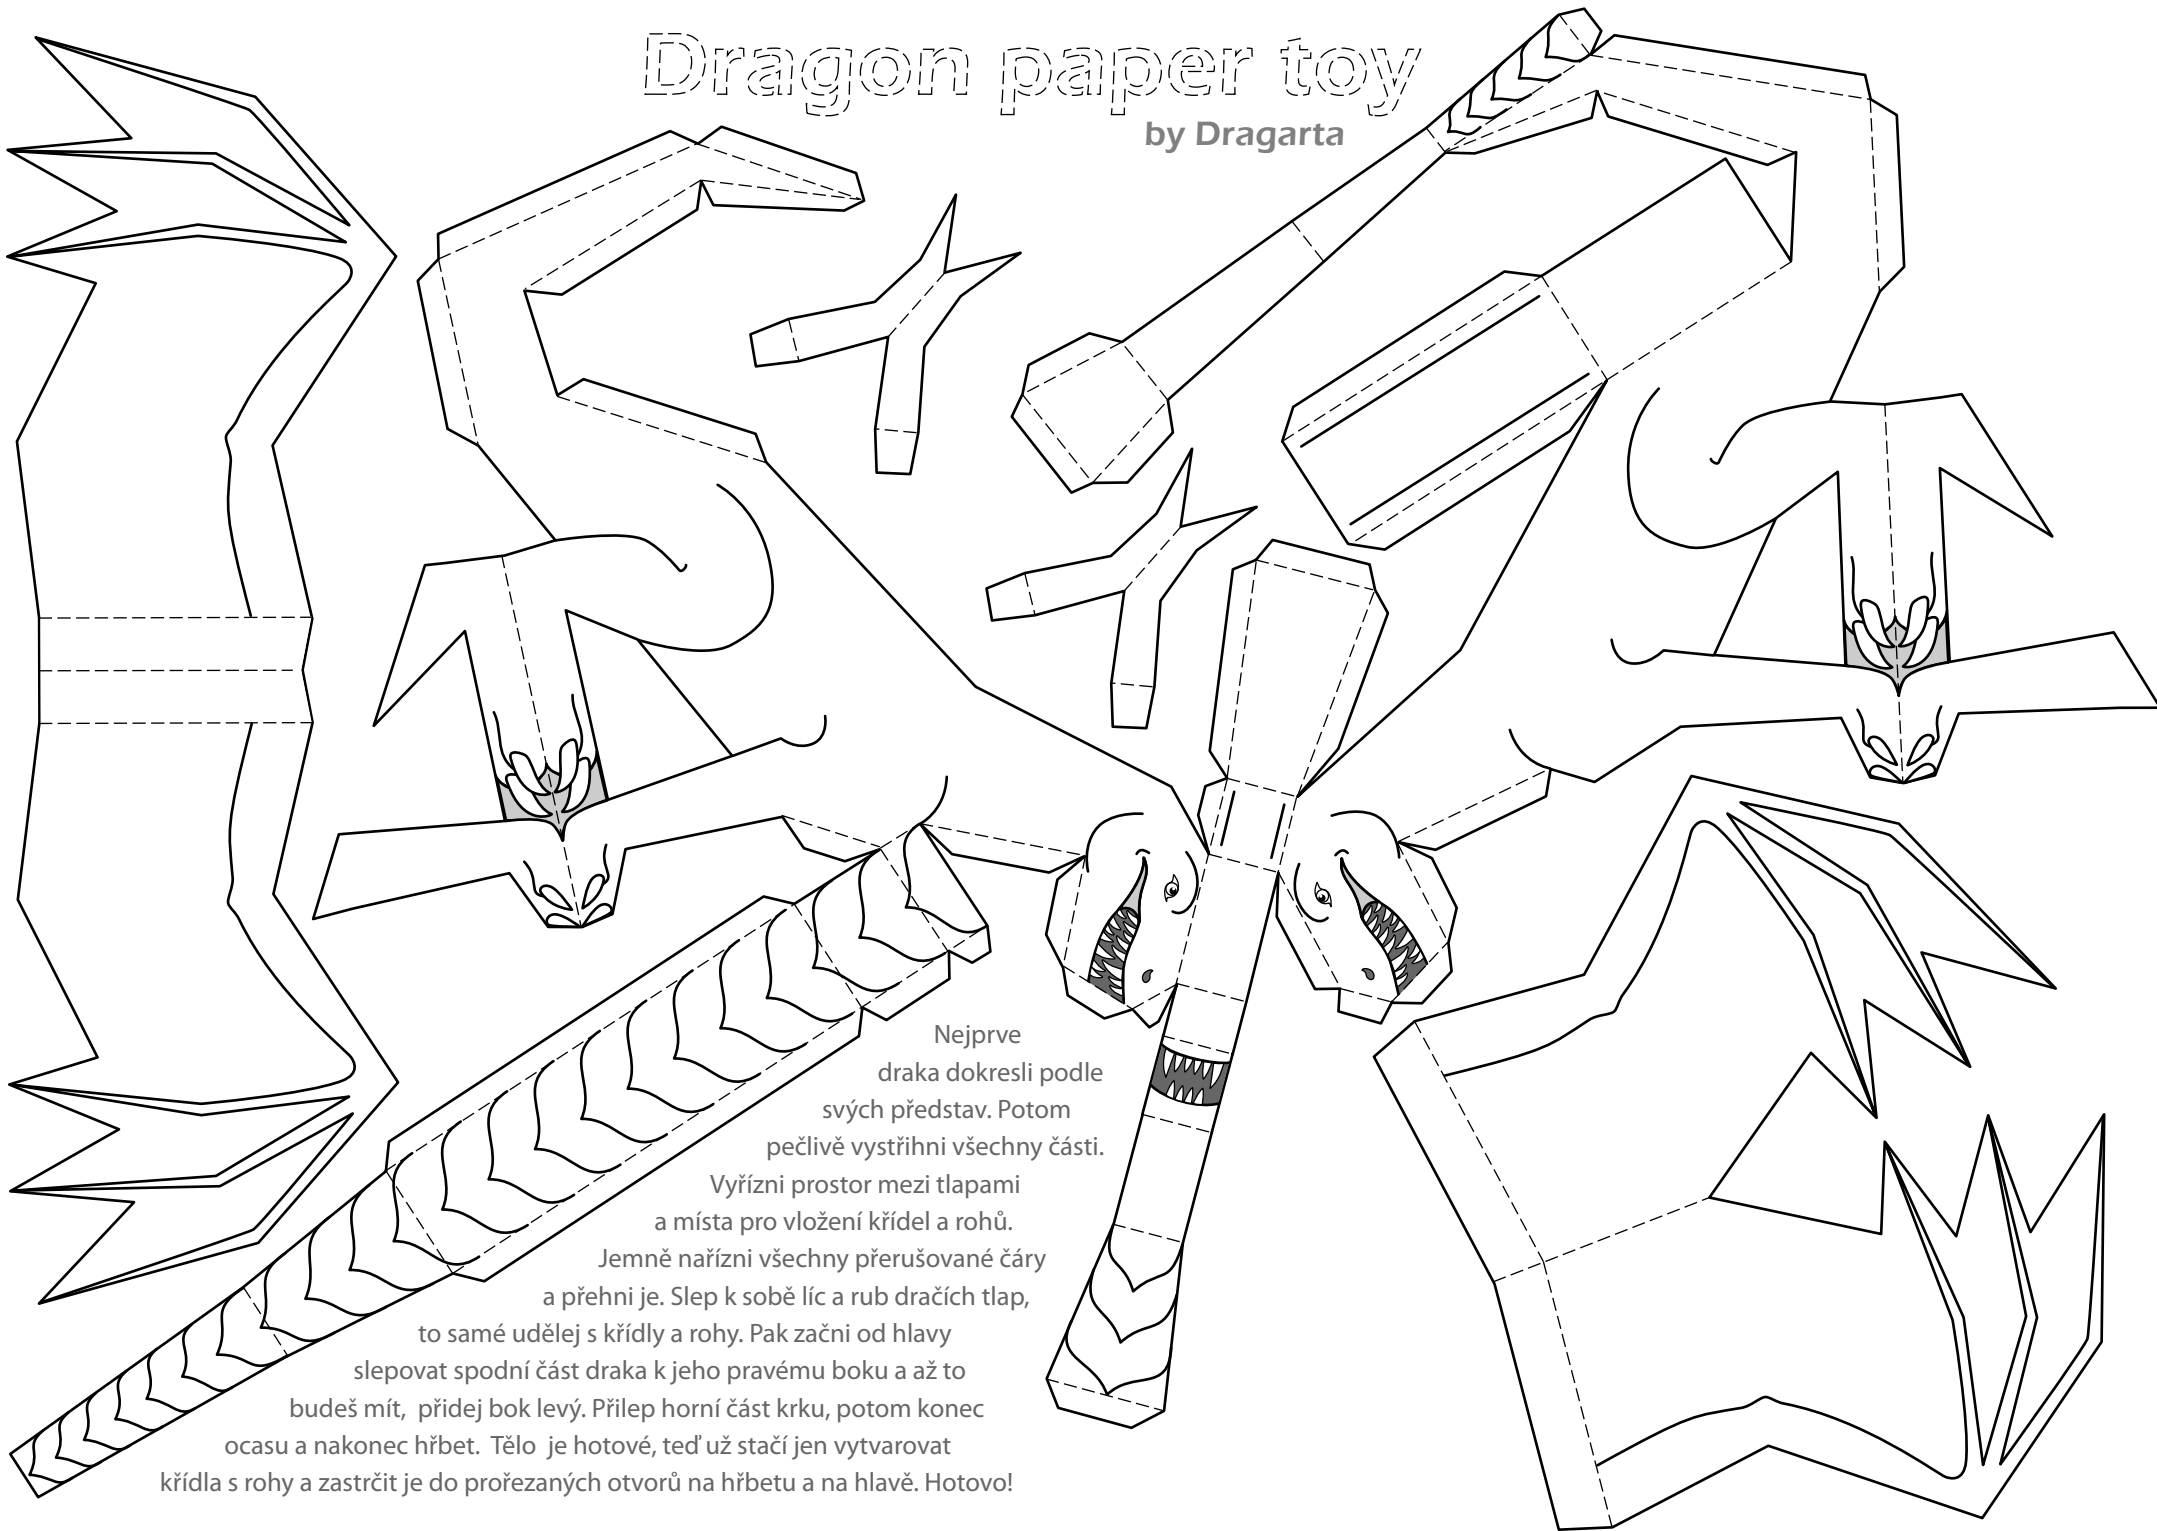 Dragon paper toy
by Dragarta
Nejprve
draka dokresli podle
svých představ. Potom
pečlivě vystřihni všechny části.
Vyřízni prostor mezi tlapami
a místa pro vložení křídel a rohů.
Jemně nařízni všechny přerušované čáry
a přehni je. Slep k sobě líc a rub dračích tlap,
to samé udělej s křídly a rohy. Pak začni od hlavy
slepovat spodní část draka k jeho pravému boku a až to
budeš mít, přidej bok levý. Přilep horní část krku, potom konec
ocasu a nakonec hřbet. Tělo je hotové, teď už stačí jen vytvarovat
křídla s rohy a zastrčit je do prořezaných otvorů na hřbetu a na hlavě. Hotovo!